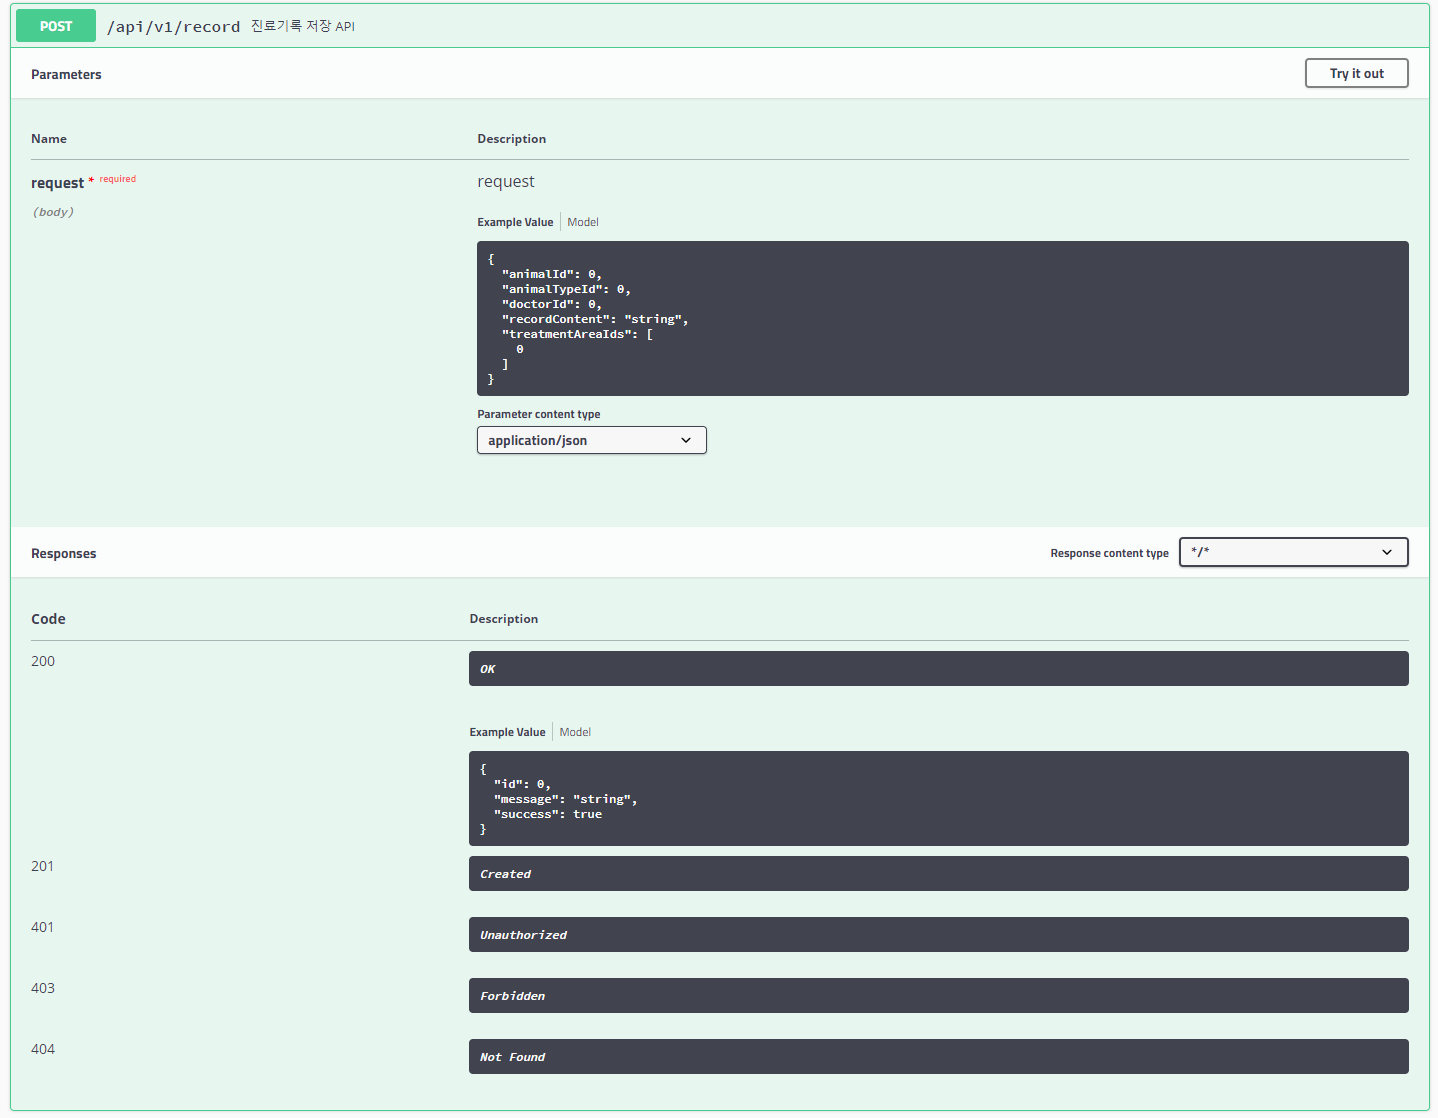 POST /api/v1/record 진료기록 저장 API
Parameters Try it out
Name Description
request * required request
(body)
Example Value Model
{
  "animalId": 0,
  "animalTypeId": 0,
  "doctorId": 0,
  "recordContent": "string",
  "treatmentAreaIds": [
    0
  ]
}
Parameter content type
application/json
Responses Response content type */*
Code Description
200 OK
Example Value Model
{
  "id": 0,
  "message": "string",
  "success": true
}
201 Created
401 Unauthorized
403 Forbidden
404 Not Found